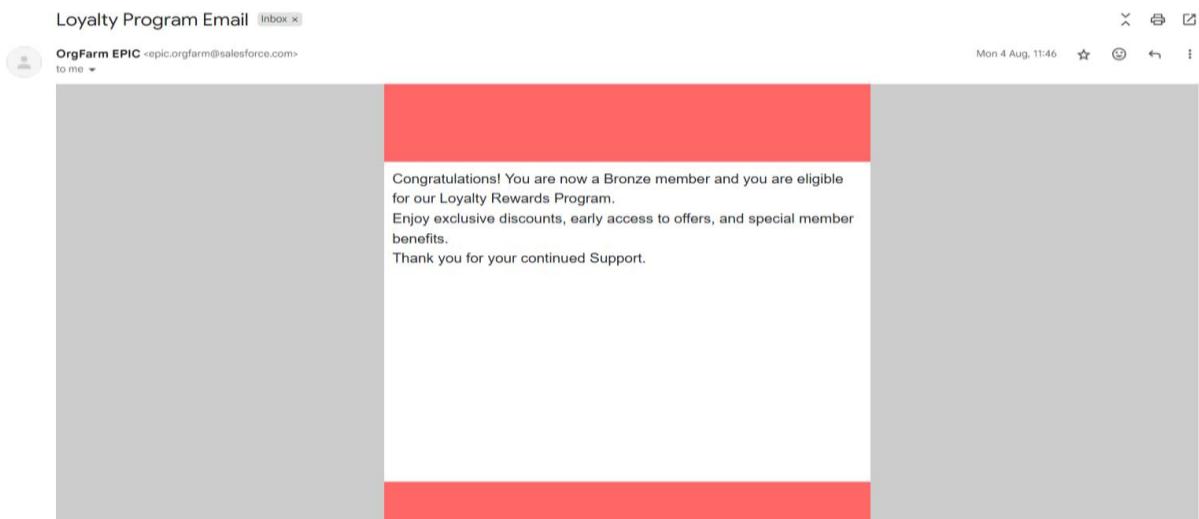 Loyalty Program Email Inbox ×
OrgFarm EPIC <epic.orgfarm@salesforce.com>
Mon 4 Aug, 11:46
to me
Congratulations! You are now a Bronze member and you are eligible
for our Loyalty Rewards Program.
Enjoy exclusive discounts, early access to offers, and special member
benefits.
Thank you for your continued Support.